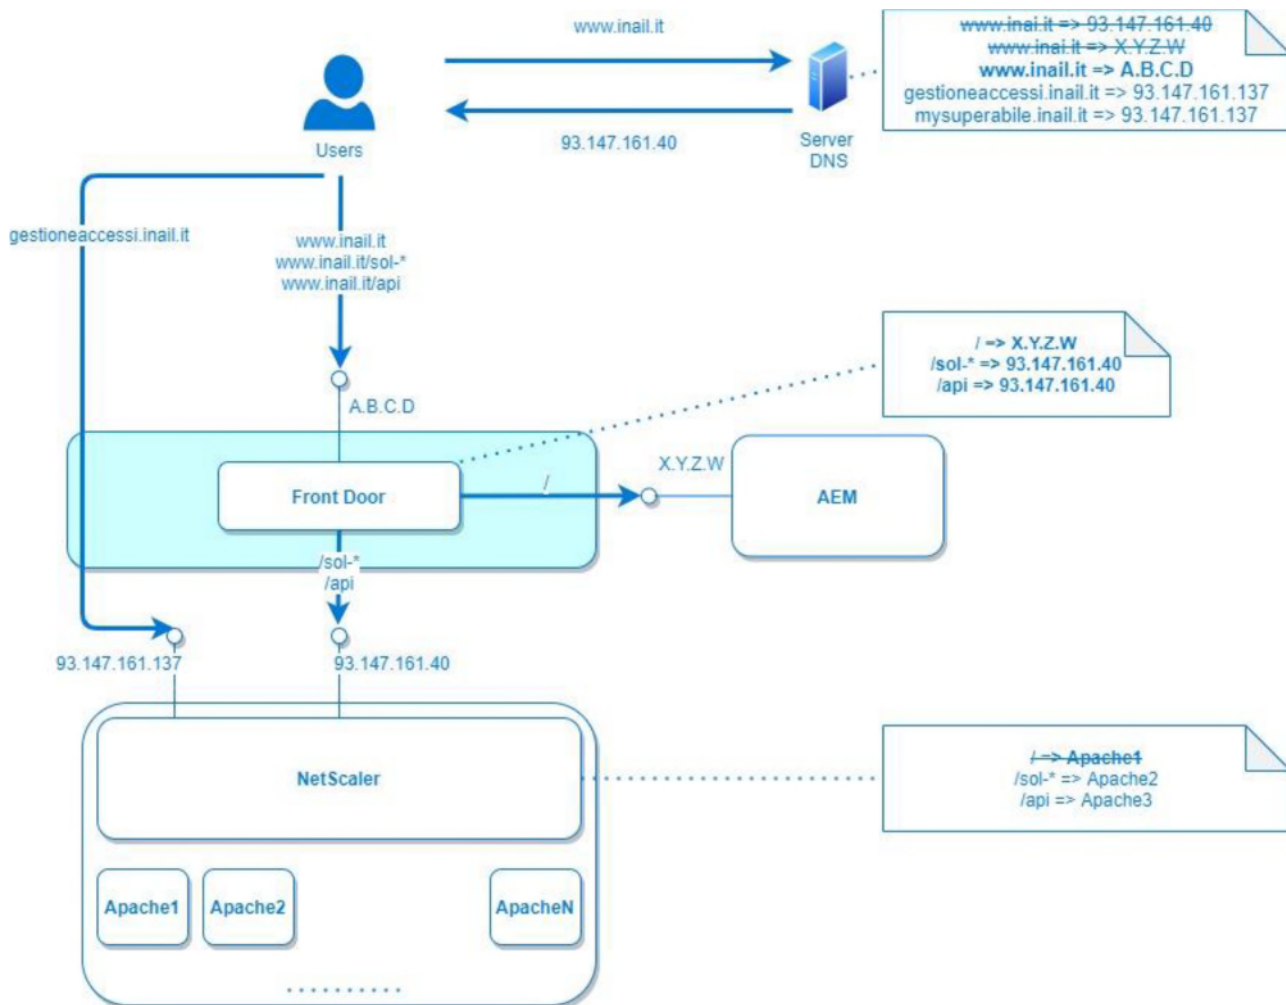 www.inail.it
www.inai.it => 93.147.161.40
www.inai.it => X.Y.Z.W
www.inail.it => A.B.C.D
gestioneaccessi.inail.it => 93.147.161.137
mysuperabile.inail.it => 93.147.161.137
93.147.161.40
Users
Server
DNS
gestioneaccessi.inail.it
www.inail.it
www.inail.it/sol-*
www.inail.it/api
/ => X.Y.Z.W
/sol-* => 93.147.161.40
/api => 93.147.161.40
A.B.C.D
X.Y.Z.W
Front Door
/
AEM
/sol-*
/api
93.147.161.137
93.147.161.40
NetScaler
/ => Apache1
/sol-* => Apache2
/api => Apache3
Apache1
Apache2
ApacheN